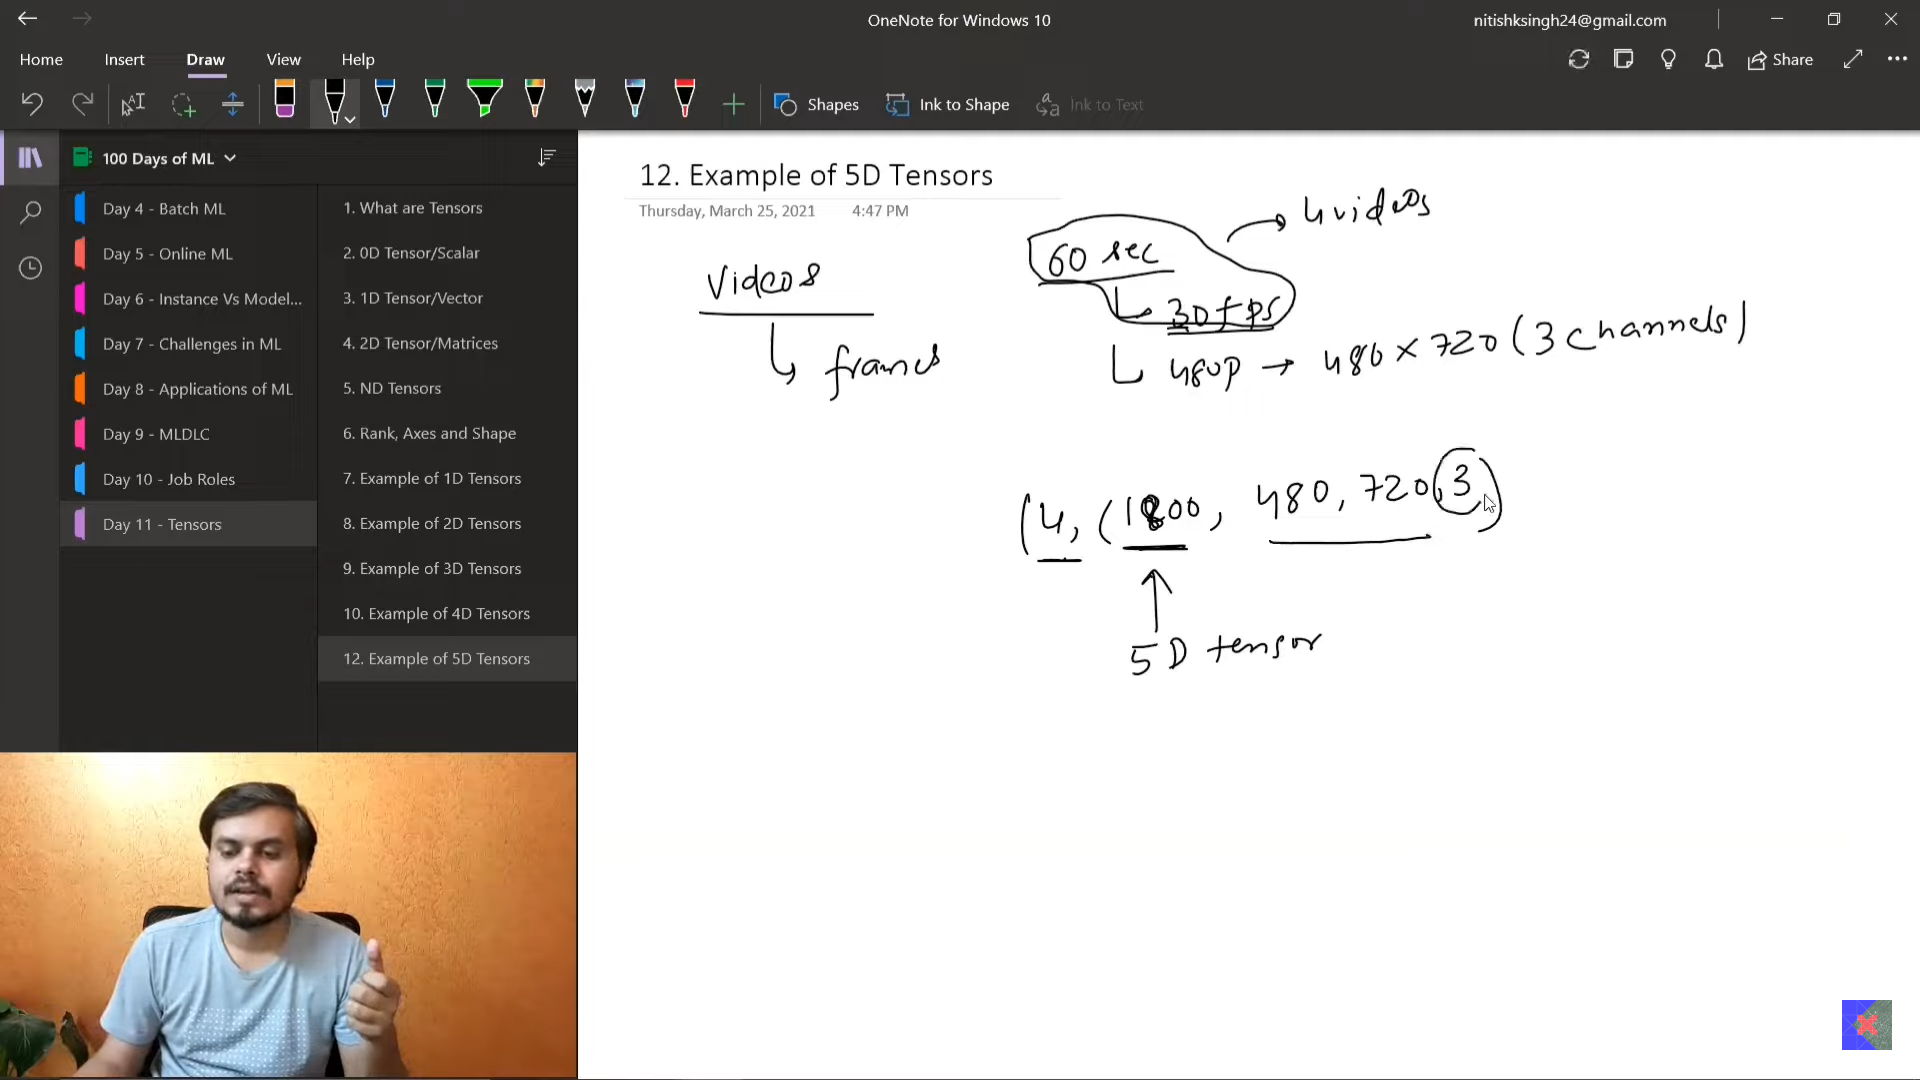 OneNote for Windows 10
nitishksingh24@gmail.com
Home Insert Draw View Help
Share
Shapes Ink to Shape Ink to Text
100 Days of ML
Day 4 - Batch ML
Day 5 - Online ML
Day 6 - Instance Vs Model...
Day 7 - Challenges in ML
Day 8 - Applications of ML
Day 9 - MLDLC
Day 10 - Job Roles
Day 11 - Tensors
1. What are Tensors
2. 0D Tensor/Scalar
3. 1D Tensor/Vector
4. 2D Tensor/Matrices
5. ND Tensors
6. Rank, Axes and Shape
7. Example of 1D Tensors
8. Example of 2D Tensors
9. Example of 3D Tensors
10. Example of 4D Tensors
12. Example of 5D Tensors
12. Example of 5D Tensors
Thursday, March 25, 2021 4:47 PM
4 videos
60 sec
Videos
30 fps
frames
480p → 480 × 720 (3 channels)
(4, (1800, 480, 720, 3)
5D tensor